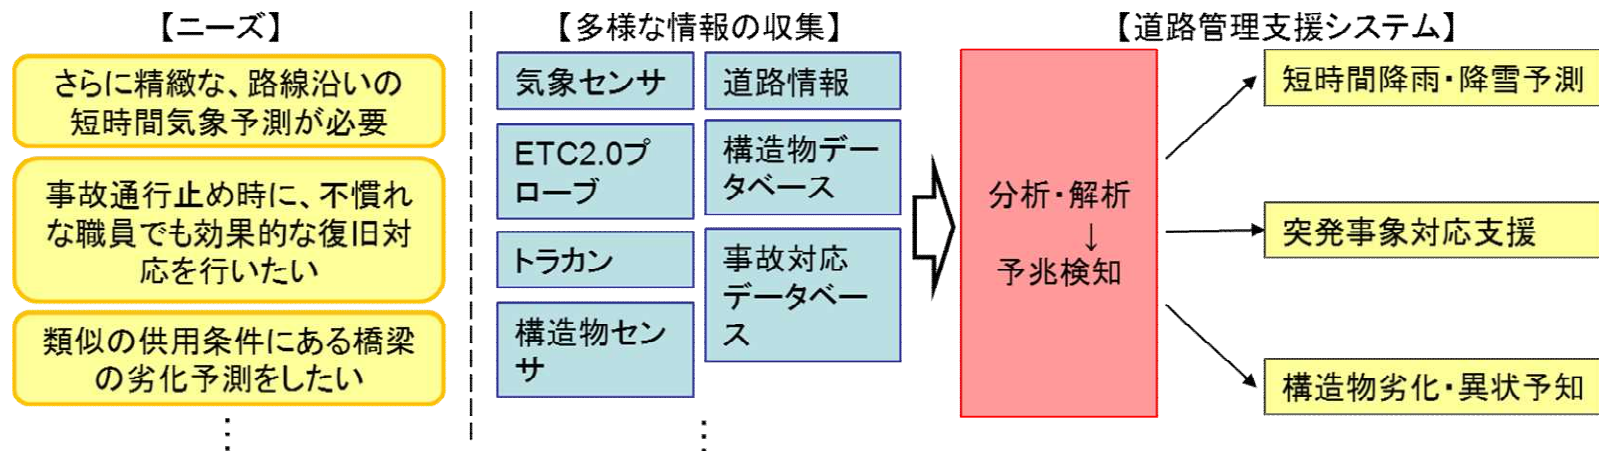 【ニーズ】
さらに精緻な、路線沿いの
短時間気象予測が必要
事故通行止め時に、不慣れ
な職員でも効果的な復旧対
応を行いたい
類似の供用条件にある橋梁
の劣化予測をしたい
⋮
【多様な情報の収集】
気象センサ
ETC2.0プ
ローブ
トラカン
構造物セン
サ
道路情報
構造物デー
タベース
事故対応
データベー
ス
⋮
【道路管理支援システム】
分析・解析
↓
予兆検知
短時間降雨・降雪予測
突発事象対応支援
構造物劣化・異状予知